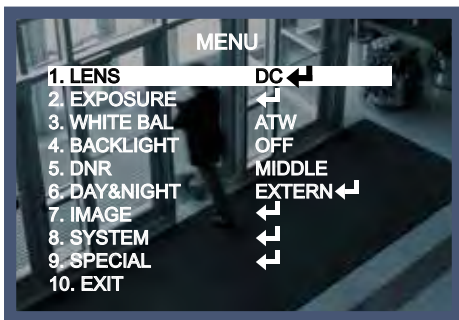 MENU
1. LENS DC ↵
2. EXPOSURE ↵
3. WHITE BAL ATW
4. BACKLIGHT OFF
5. DNR MIDDLE
6. DAY&NIGHT EXTERN ↵
7. IMAGE ↵
8. SYSTEM ↵
9. SPECIAL ↵
10. EXIT